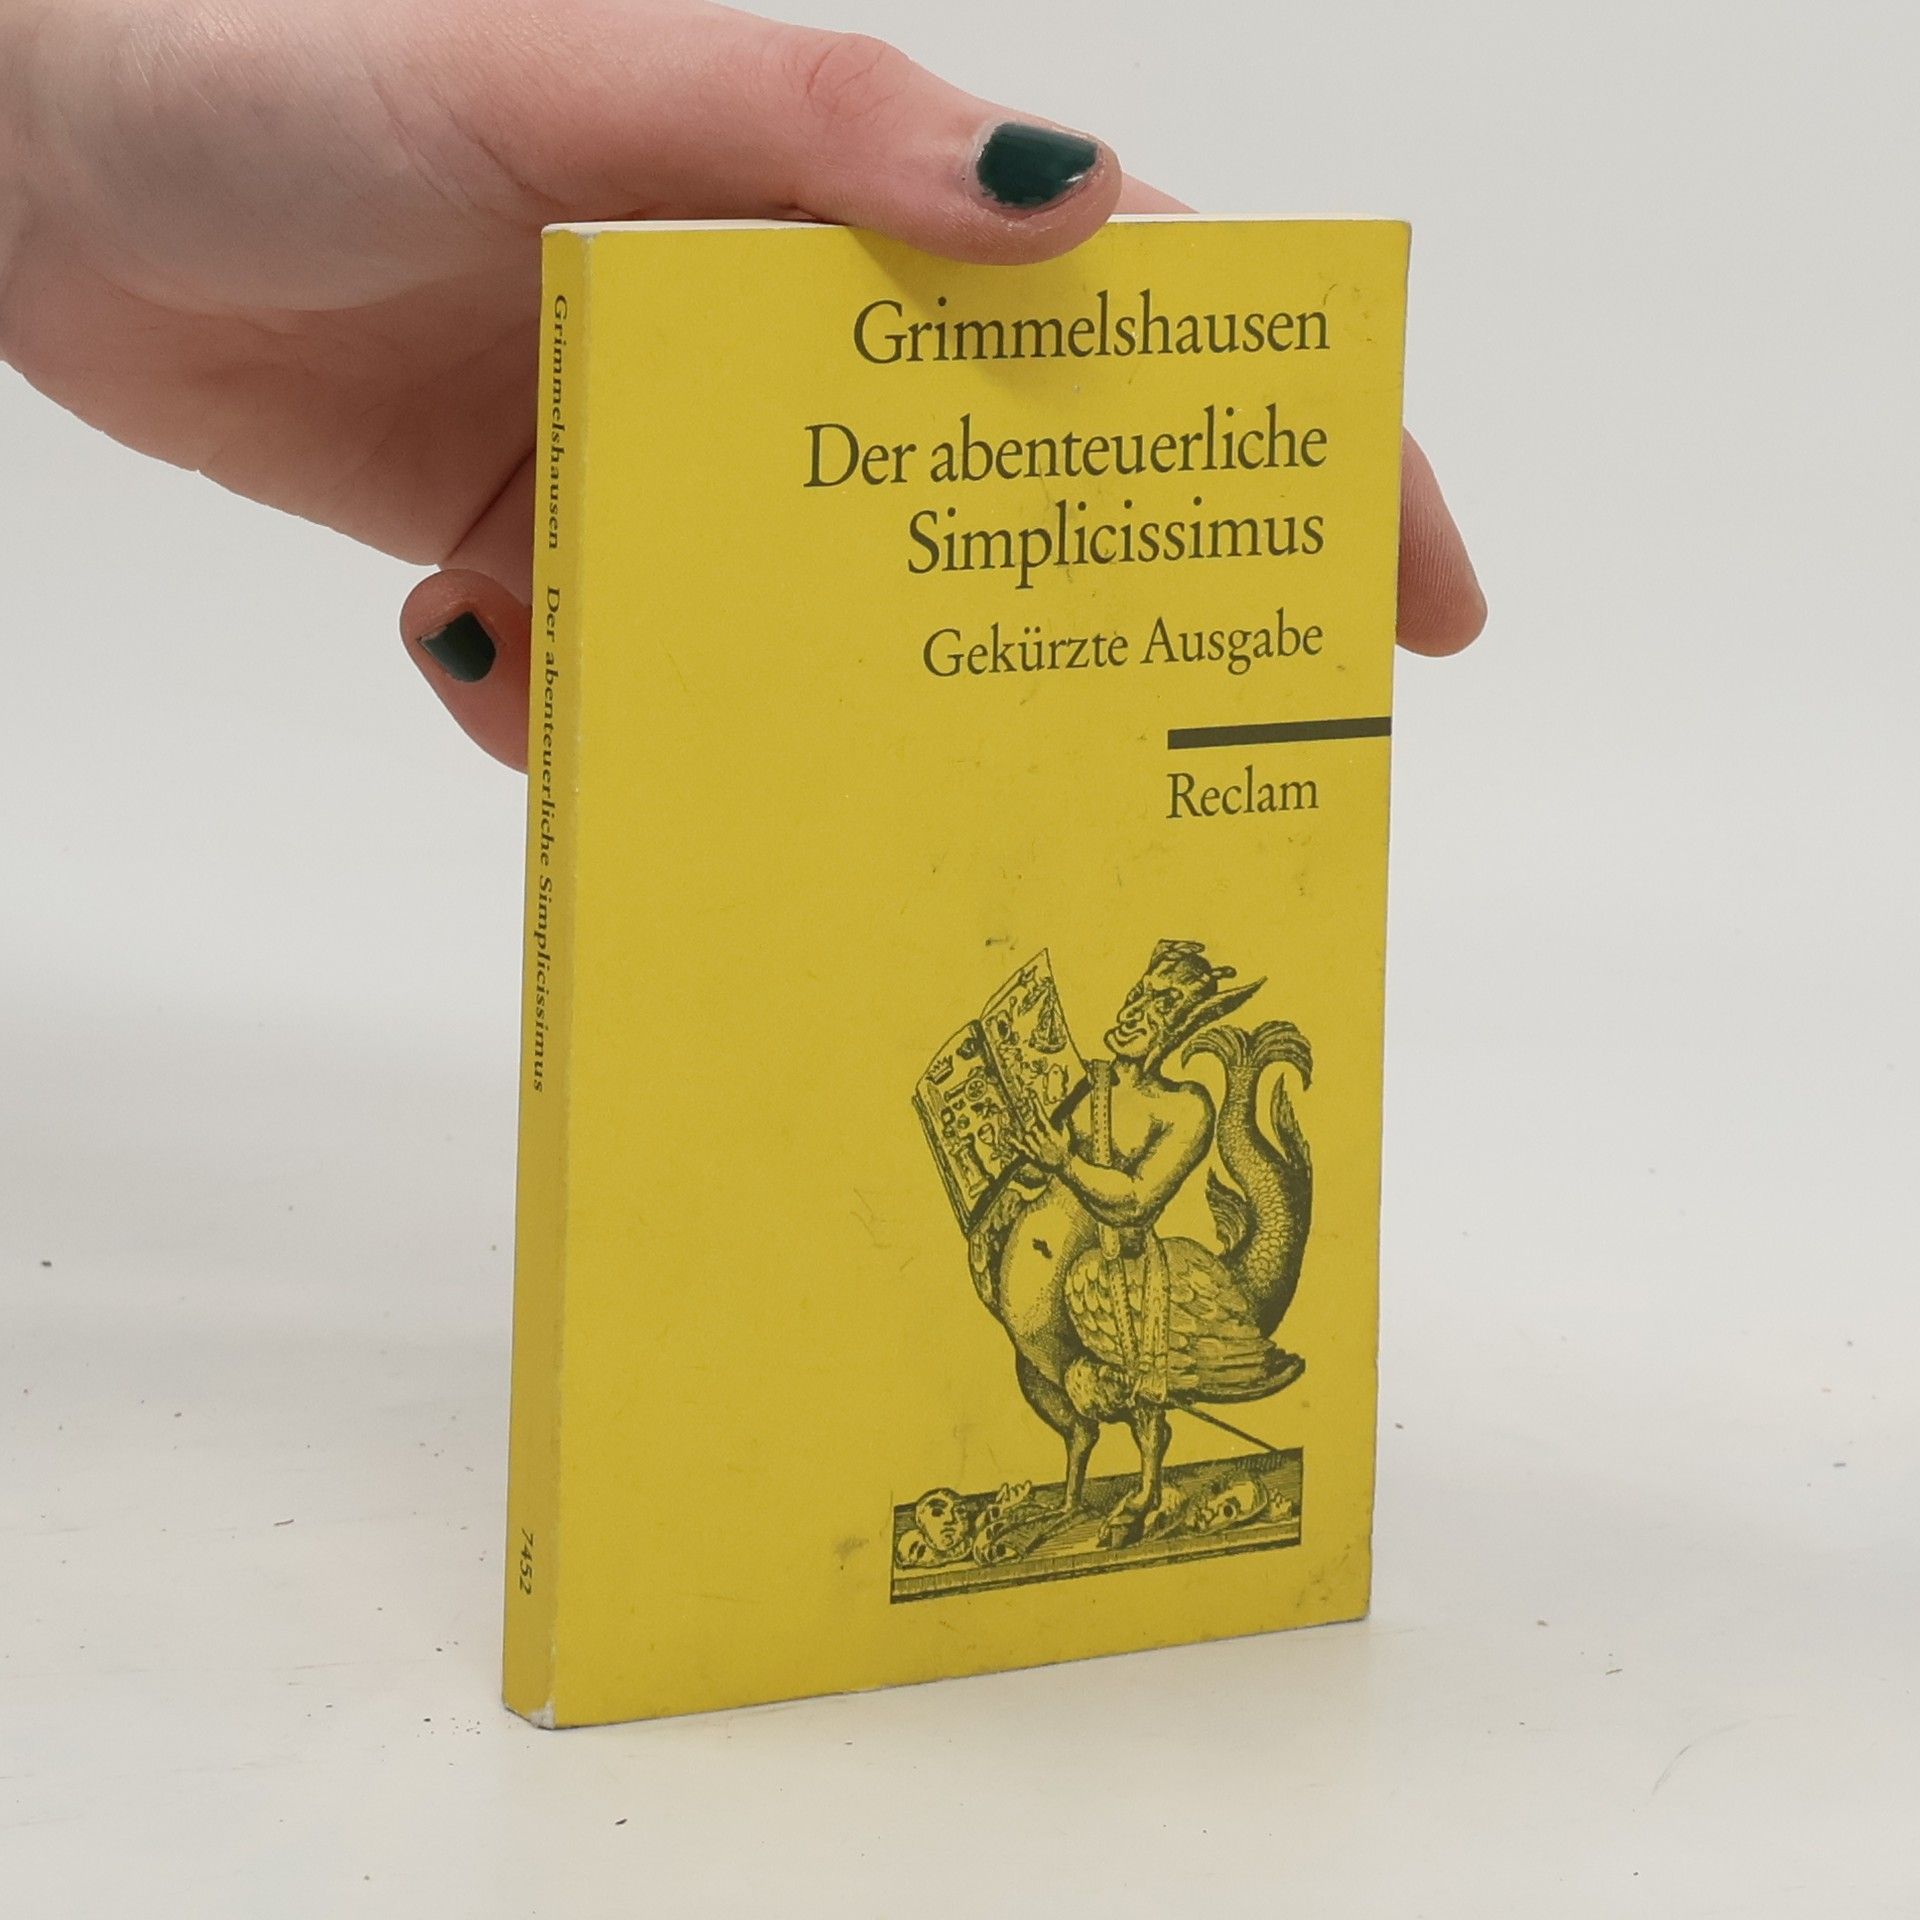 Grimmelshausen
Der abenteuerliche
Simplicissimus
Gekürzte Ausgabe
Reclam
Grimmelshausen Der abenteuerliche Simplicissimus
7452